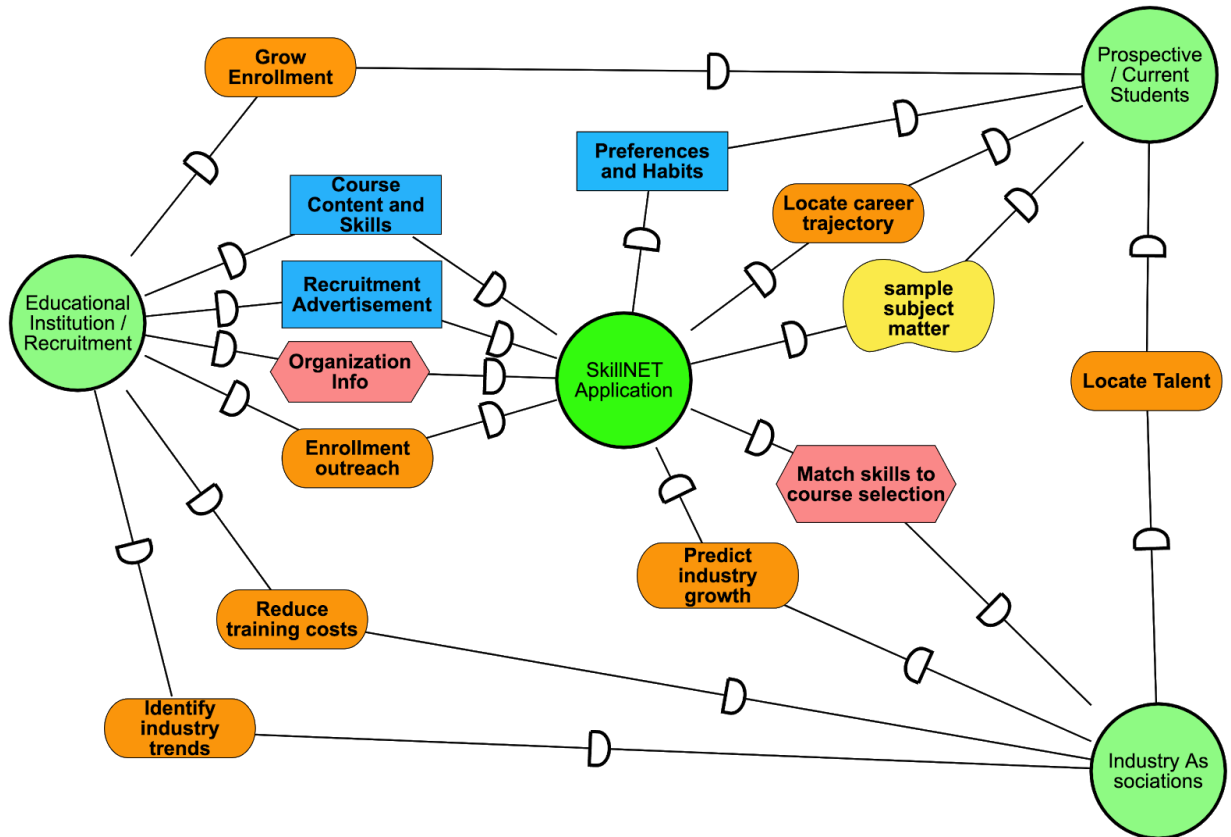 Grow
Enrollment
Prospective
/ Current
Students
Preferences
and Habits
Course
Content and
Skills
Locate career
trajectory
Recruitment
Advertisement
Educational
Institution /
Recruitment
sample
subject
matter
Organization
Info
SkillNET
Application
Locate Talent
Enrollment
outreach
Match skills to
course selection
Predict
industry
growth
Reduce
training costs
Identify
industry
trends
Industry As
sociations